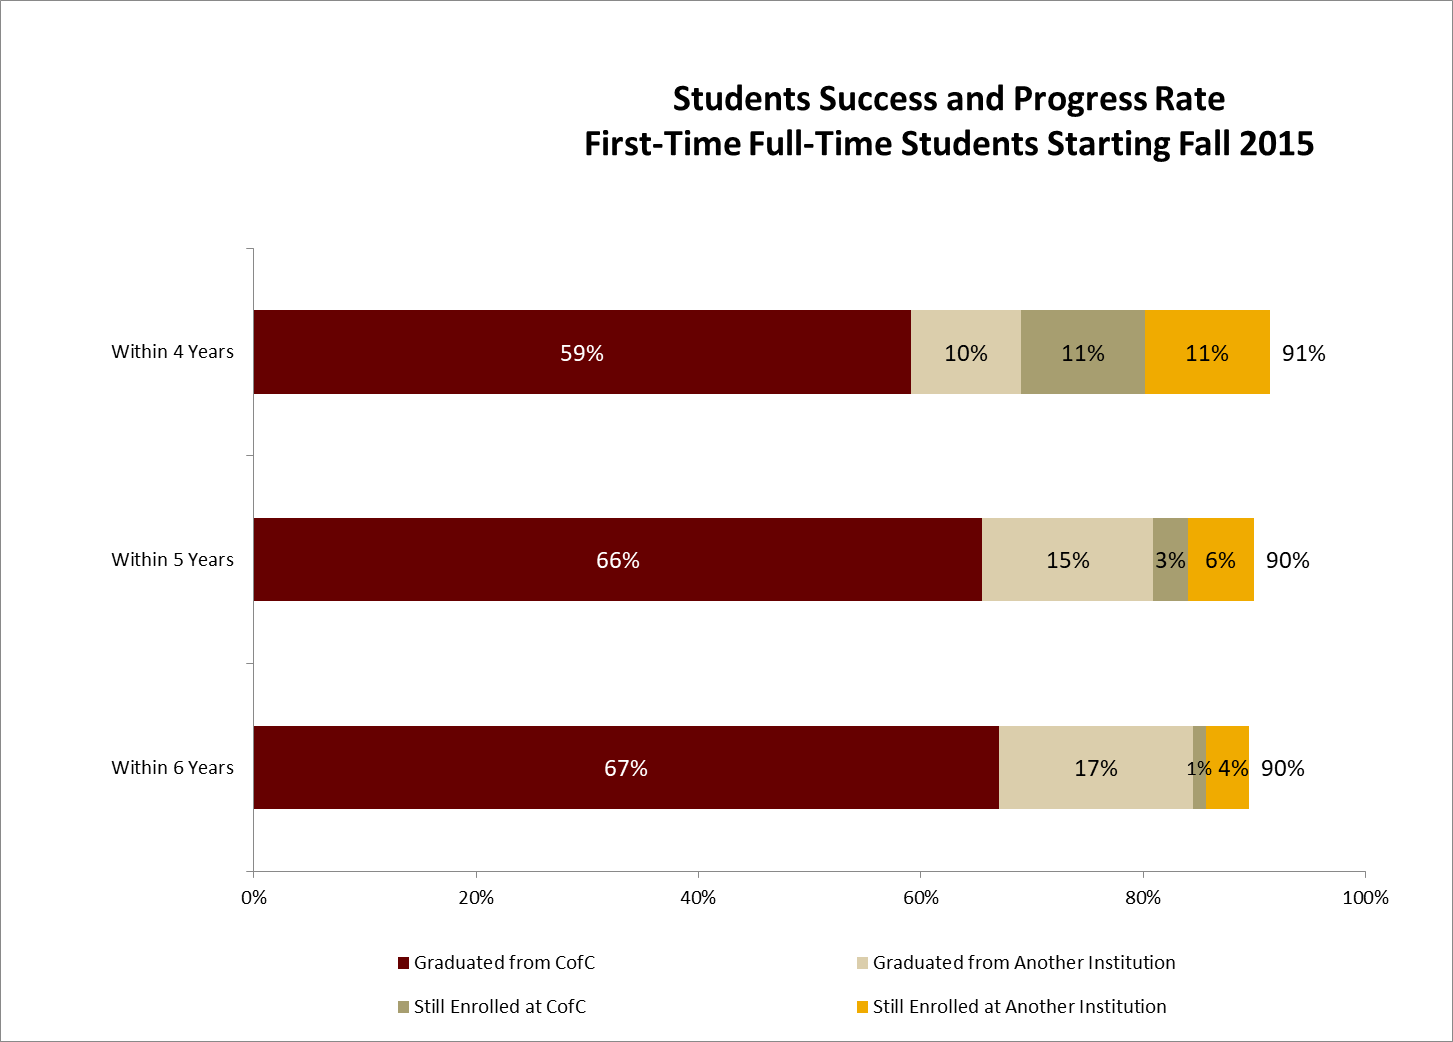 Students Success and Progress Rate
First-Time Full-Time Students Starting Fall 2015
Within 4 Years
59%
10%
11%
11%
91%
Within 5 Years
66%
15%
3%
6%
90%
Within 6 Years
67%
17%
1%
4%
90%
0%
20%
40%
60%
80%
100%
Graduated from CofC
Graduated from Another Institution
Still Enrolled at CofC
Still Enrolled at Another Institution